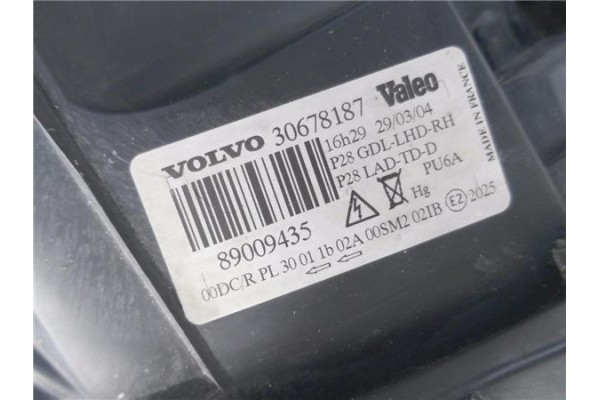 VOLVO 30678187 Valeo
16h29 29/03/04
P28 GDL-LHD-RH
P28 LAD-TD-D
PU6A
MADE IN FRANCE
Hg
89009435
E2 2025
00DC/R PL 30 01 1b 02A 00SM2 02IB